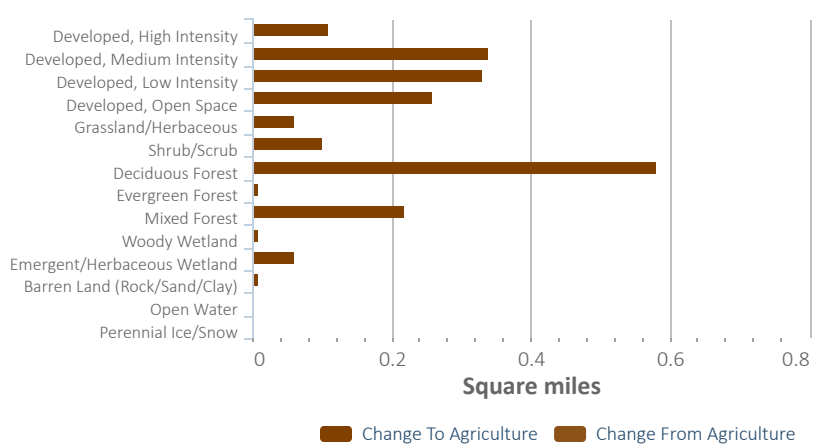 Developed, High Intensity
Developed, Medium Intensity
Developed, Low Intensity
Developed, Open Space
Grassland/Herbaceous
Shrub/Scrub
Deciduous Forest
Evergreen Forest
Mixed Forest
Woody Wetland
Emergent/Herbaceous Wetland
Barren Land (Rock/Sand/Clay)
Open Water
Perennial Ice/Snow
0 0.2 0.4 0.6 0.8
Square miles
Change To Agriculture Change From Agriculture